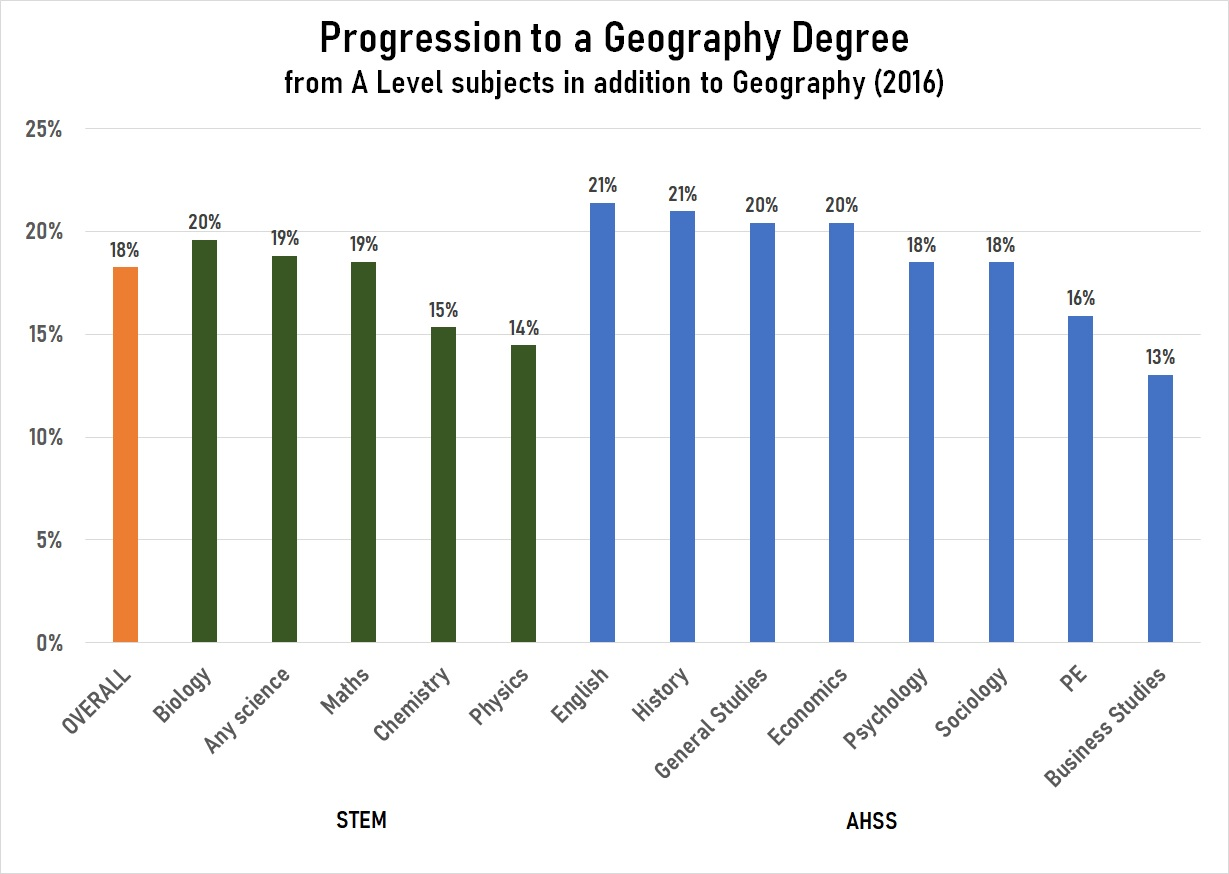 Progression to a Geography Degree
from A Level subjects in addition to Geography (2016)
25%
20%
15%
10%
5%
0%
18%
20%
19%
19%
15%
14%
21%
21%
20%
20%
18%
18%
16%
13%
OVERALL
Biology
Any science
Maths
Chemistry
Physics
English
History
General Studies
Economics
Psychology
Sociology
PE
Business Studies
STEM
AHSS